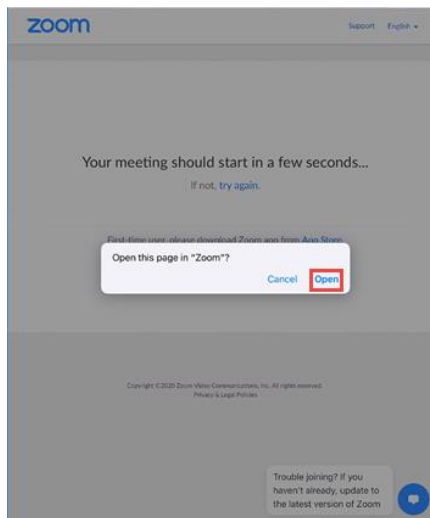 zoom
Support English
Your meeting should start in a few seconds...
If not, try again.
First-time user, please download Zoom app from App Store
Open this page in "Zoom"?
Cancel Open
Copyright ©2020 Zoom Video Communications, Inc. All rights reserved.
Privacy & Legal Policies
Trouble joining? If you
haven't already, update to
the latest version of Zoom